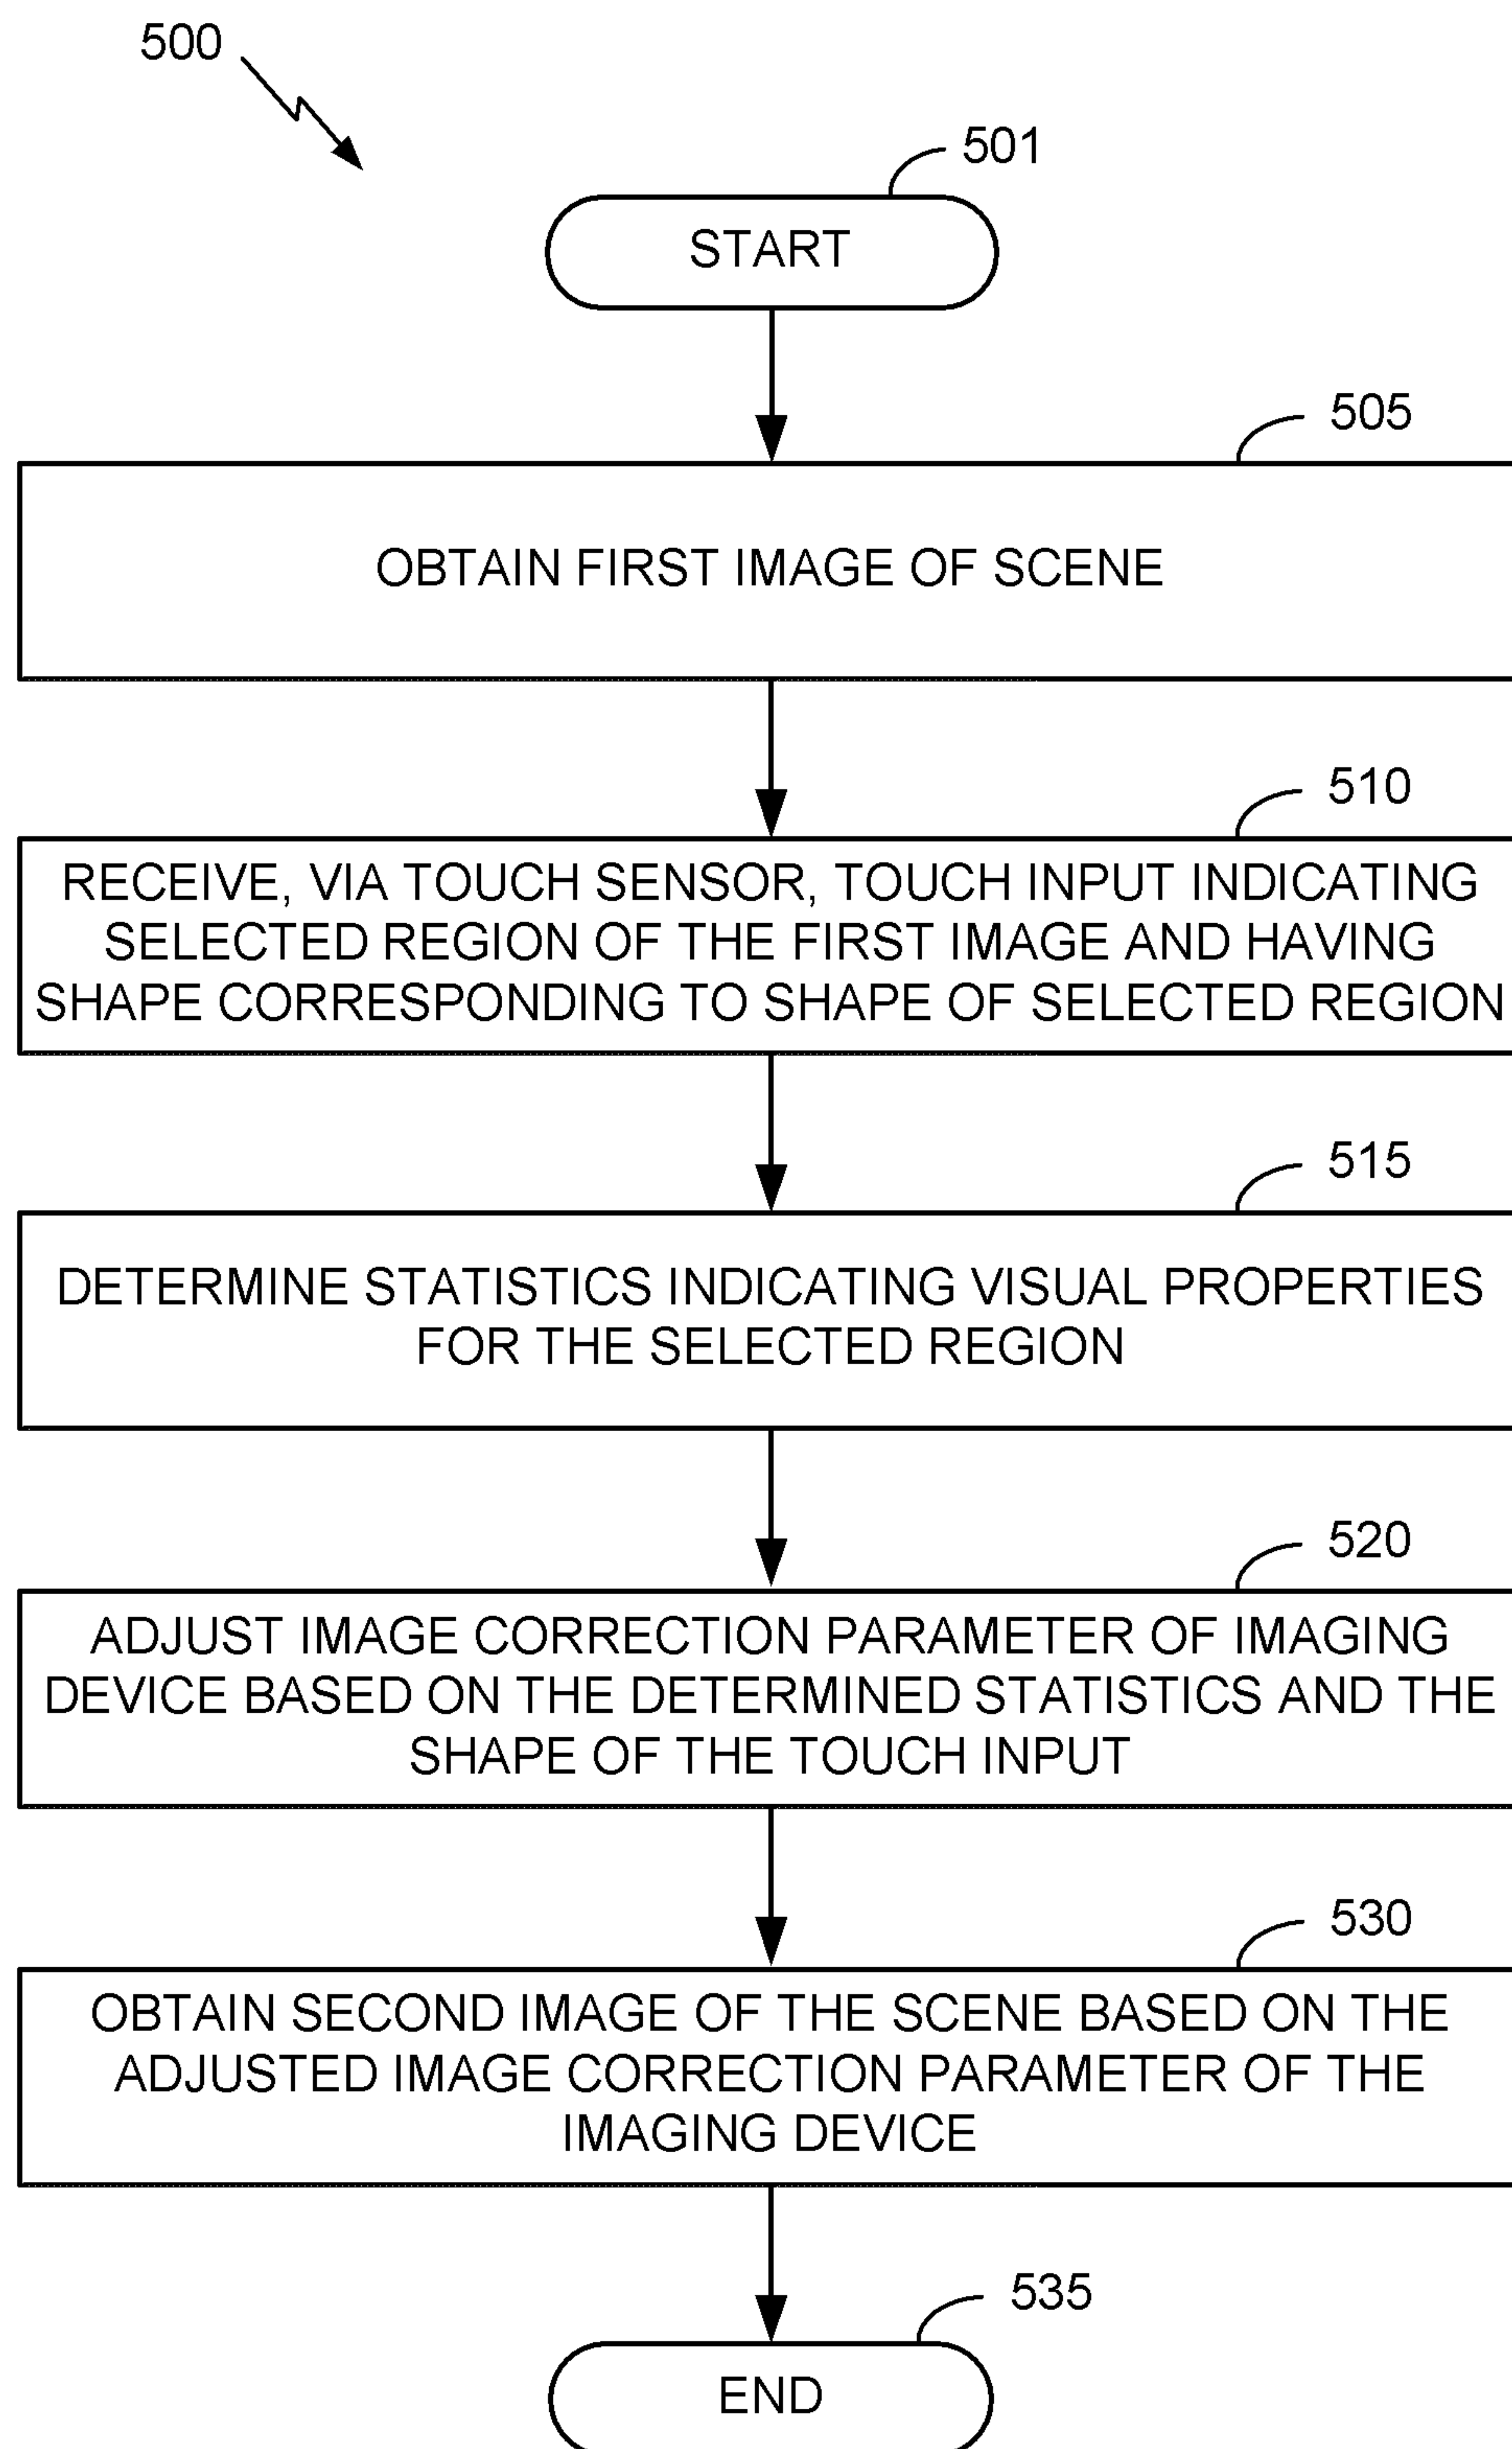 500
501
START
505
OBTAIN FIRST IMAGE OF SCENE
510
RECEIVE, VIA TOUCH SENSOR, TOUCH INPUT INDICATING
SELECTED REGION OF THE FIRST IMAGE AND HAVING
SHAPE CORRESPONDING TO SHAPE OF SELECTED REGION
515
DETERMINE STATISTICS INDICATING VISUAL PROPERTIES
FOR THE SELECTED REGION
520
ADJUST IMAGE CORRECTION PARAMETER OF IMAGING
DEVICE BASED ON THE DETERMINED STATISTICS AND THE
SHAPE OF THE TOUCH INPUT
530
OBTAIN SECOND IMAGE OF THE SCENE BASED ON THE
ADJUSTED IMAGE CORRECTION PARAMETER OF THE
IMAGING DEVICE
535
END